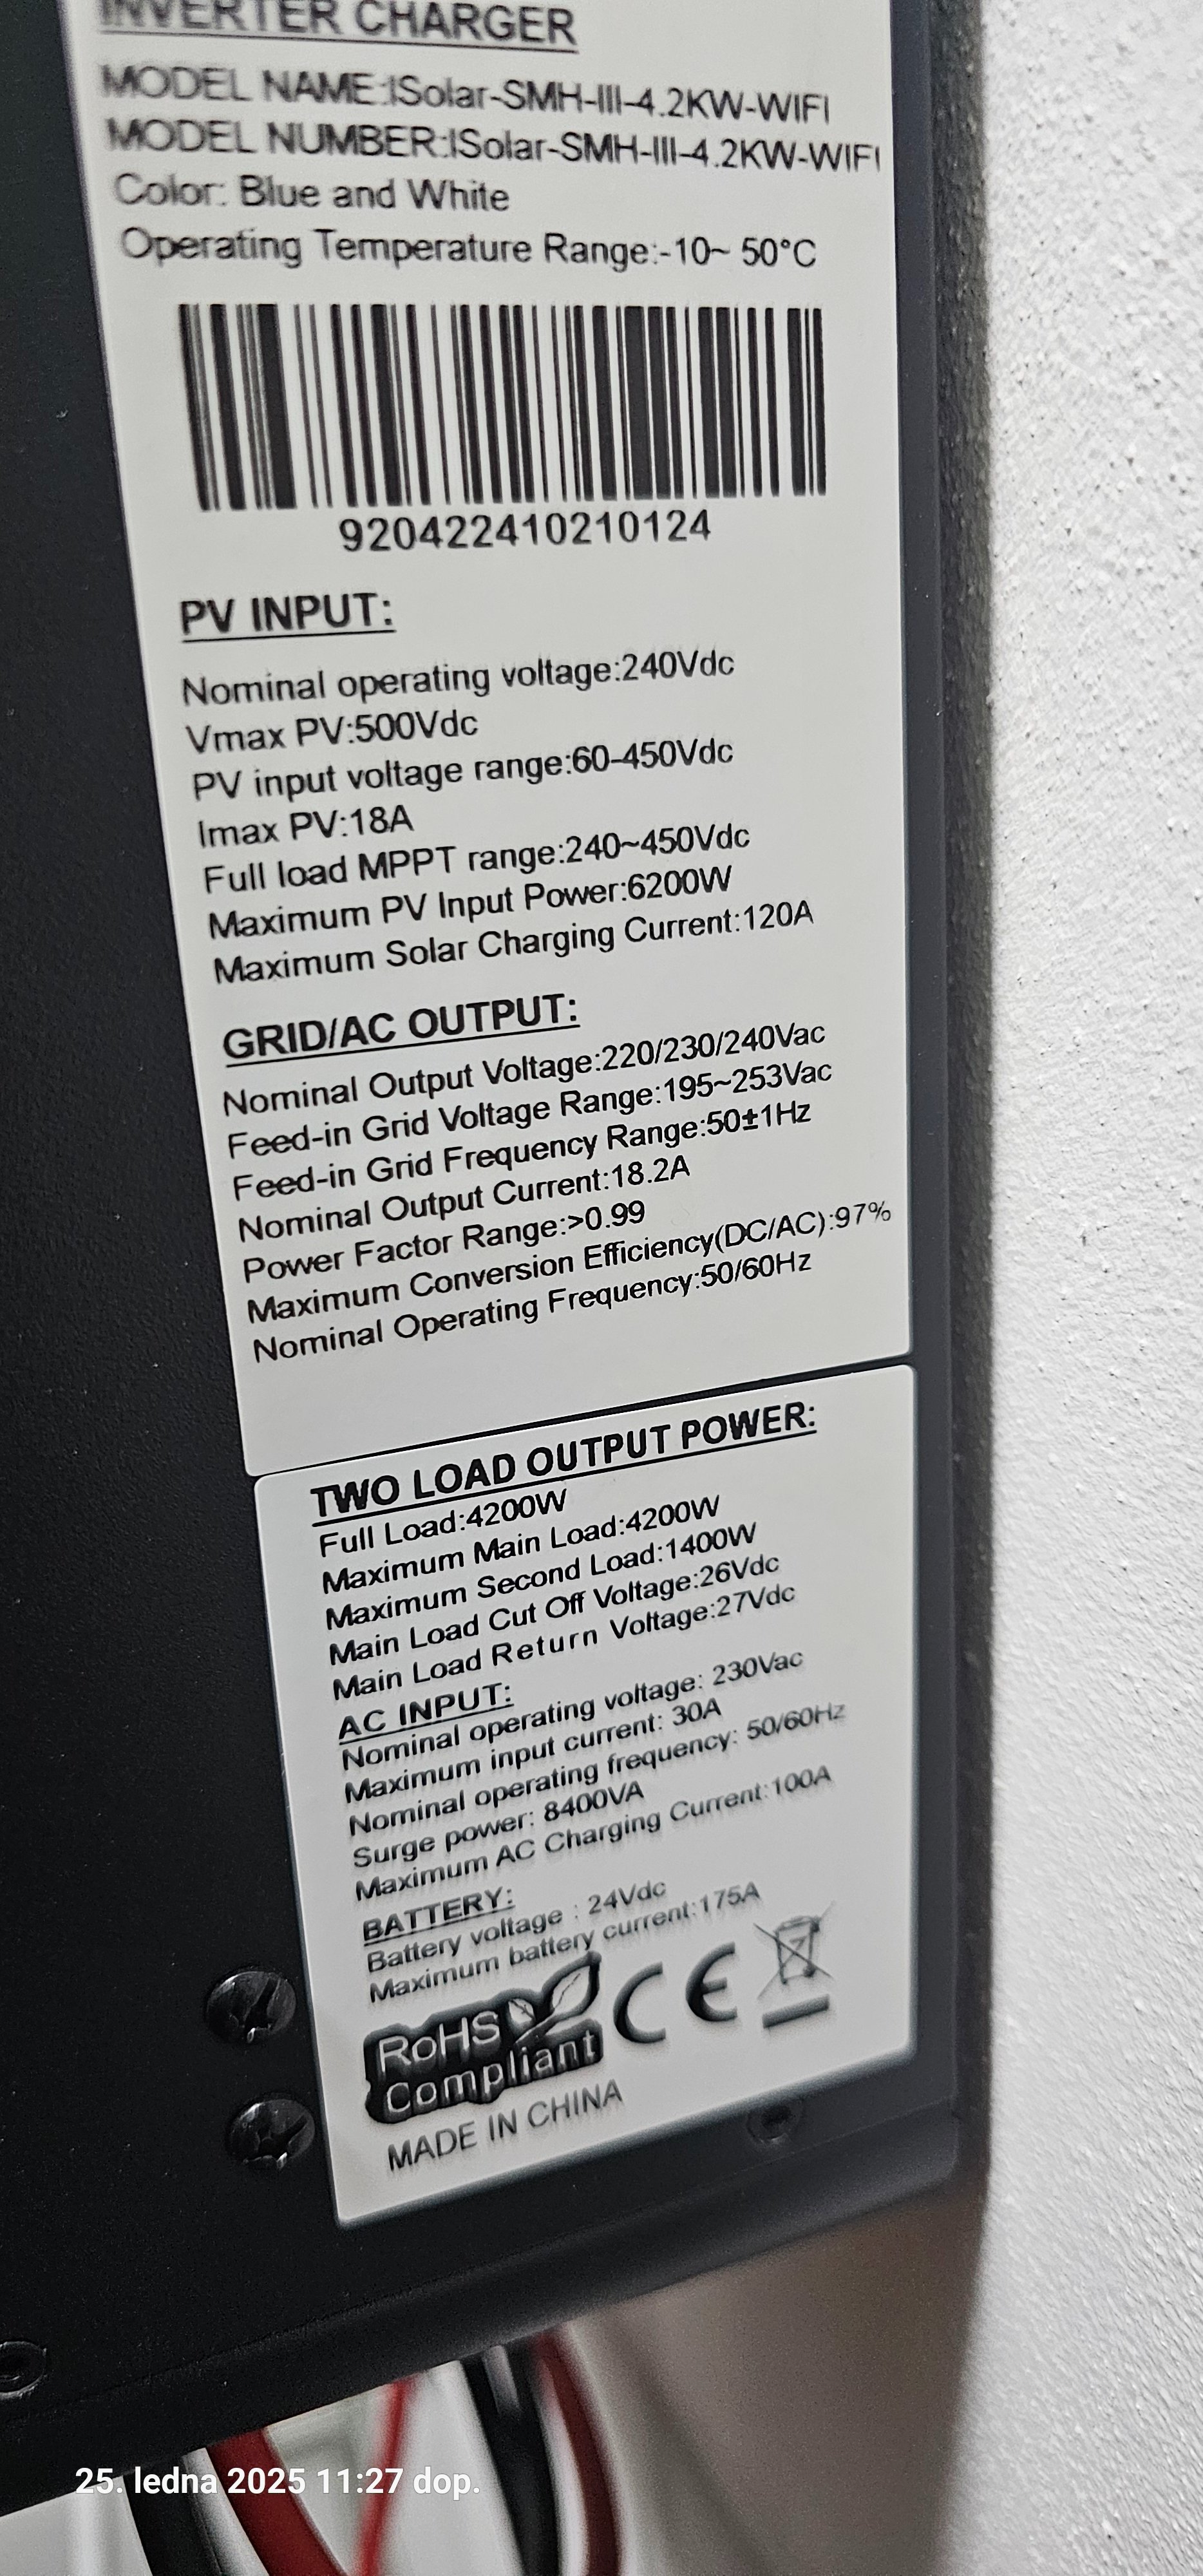 INVERTER CHARGER
MODEL NAME:ISolar-SMH-III-4.2KW-WIFI
MODEL NUMBER:ISolar-SMH-III-4.2KW-WIFI
Color: Blue and White
Operating Temperature Range:-10~ 50°C
920422410210124
PV INPUT:
Nominal operating voltage:240Vdc
Vmax PV:500Vdc
PV input voltage range:60-450Vdc
Imax PV:18A
Full load MPPT range:240~450Vdc
Maximum PV Input Power:6200W
Maximum Solar Charging Current:120A
GRID/AC OUTPUT:
Nominal Output Voltage:220/230/240Vac
Feed-in Grid Voltage Range:195~253Vac
Feed-in Grid Frequency Range:50±1Hz
Nominal Output Current:18.2A
Power Factor Range:>0.99
Maximum Conversion Efficiency(DC/AC):97%
Nominal Operating Frequency:50/60Hz
TWO LOAD OUTPUT POWER:
Full Load:4200W
Maximum Main Load:4200W
Maximum Second Load:1400W
Main Load Cut Off Voltage:26Vdc
Main Load Return Voltage:27Vdc
AC INPUT:
Nominal operating voltage: 230Vac
Maximum input current: 30A
Nominal operating frequency: 50/60Hz
Surge power: 8400VA
Maximum AC Charging Current:100A
BATTERY:
Battery voltage : 24Vdc
Maximum battery current:175A
RoHS
Compliant
CE
MADE IN CHINA
25. ledna 2025 11:27 dop.